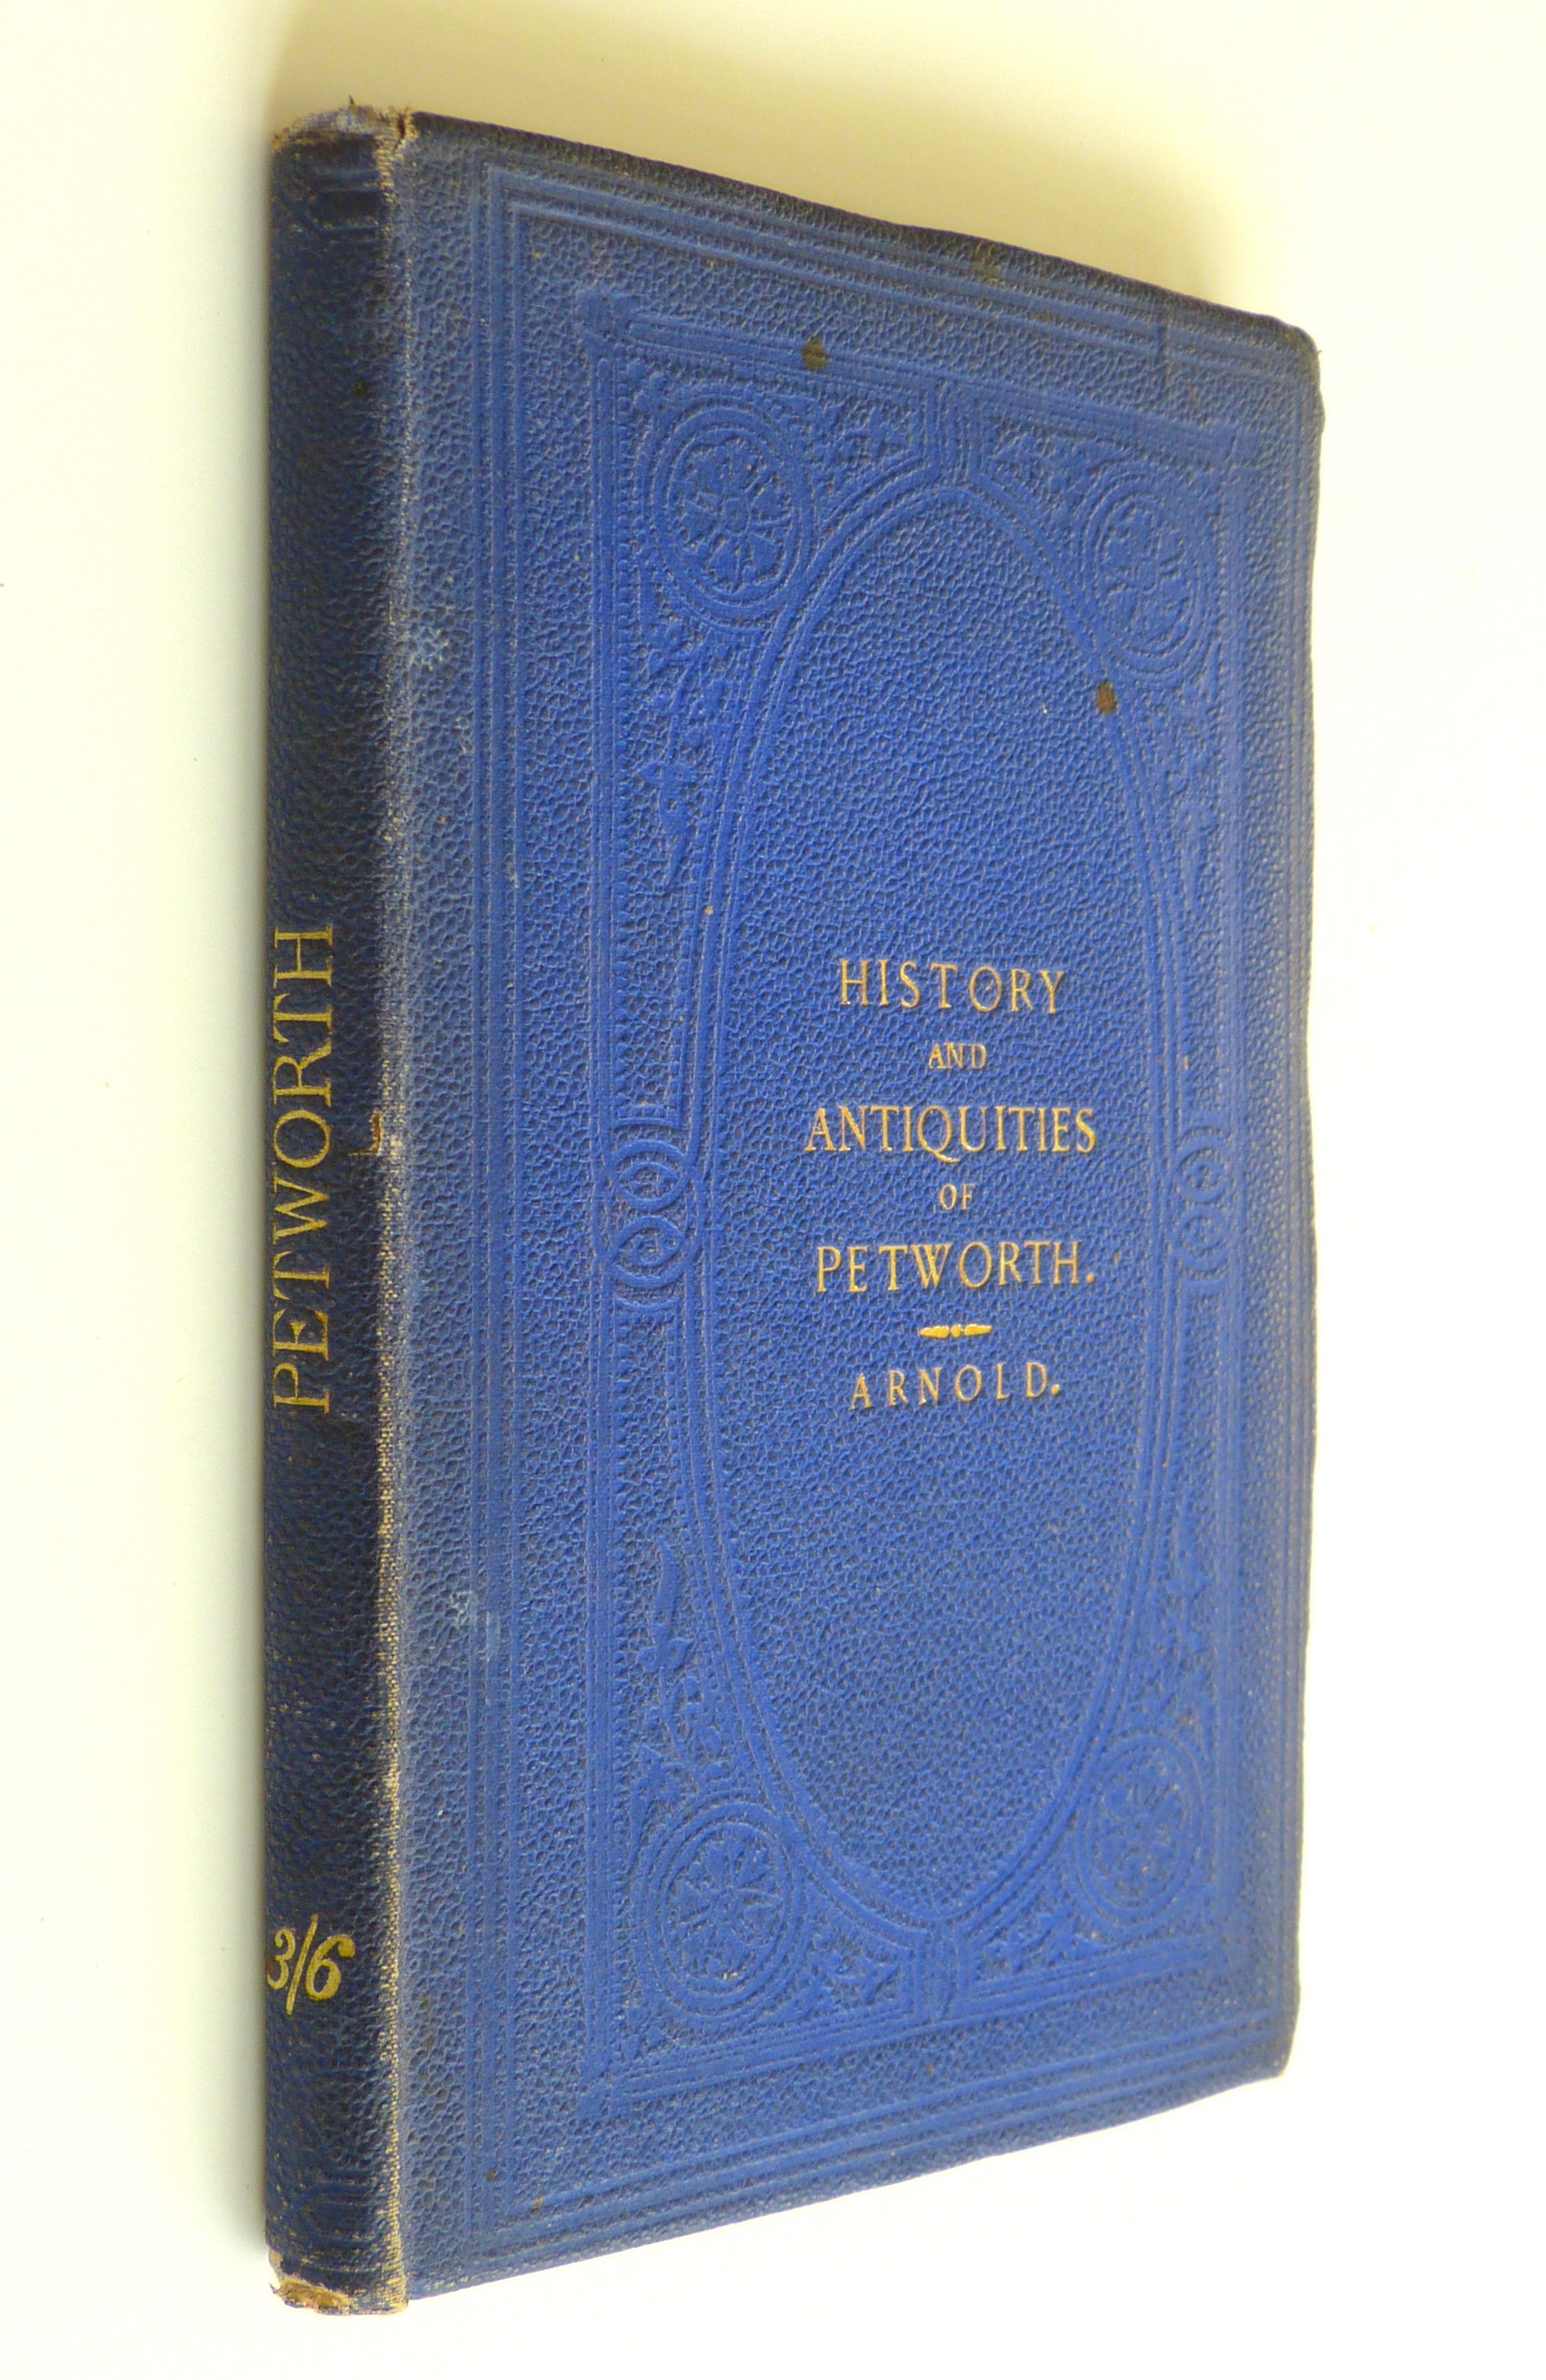 PETWORTH
3/6
HISTORY
AND
ANTIQUITIES
OF
PETWORTH.
ARNOLD.